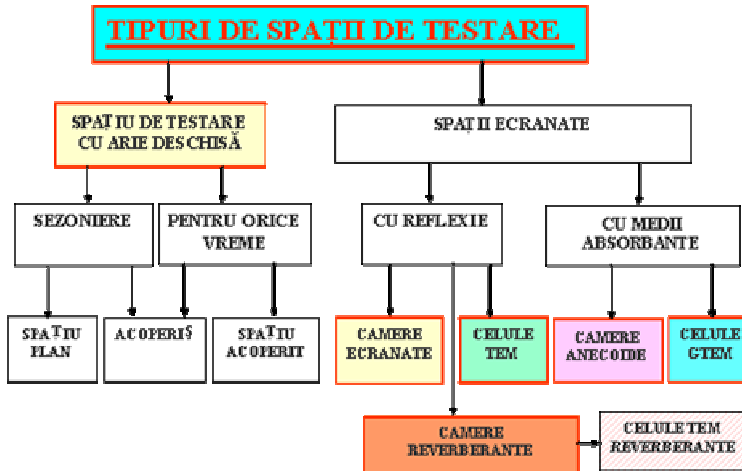 TIPURI DE SPAȚII DE TESTARE
SPAȚIU DE TESTARE
CU ARIE DESCHISĂ
SPAȚII ECRANATE
SEZONIERE
PENTRU ORICE
VREME
CU REFLEXIE
CU MEDII
ABSORBANTE
SPAȚIU
PLAN
ACOPERIȘ
SPAȚIU
ACOPERIT
CAMERE
ECRANATE
CELULE
TEM
CAMERE
ANECOIDE
CELULE
GTEM
CAMERE
REVERBERANTE
CELULE TEM
REVERBERANTE